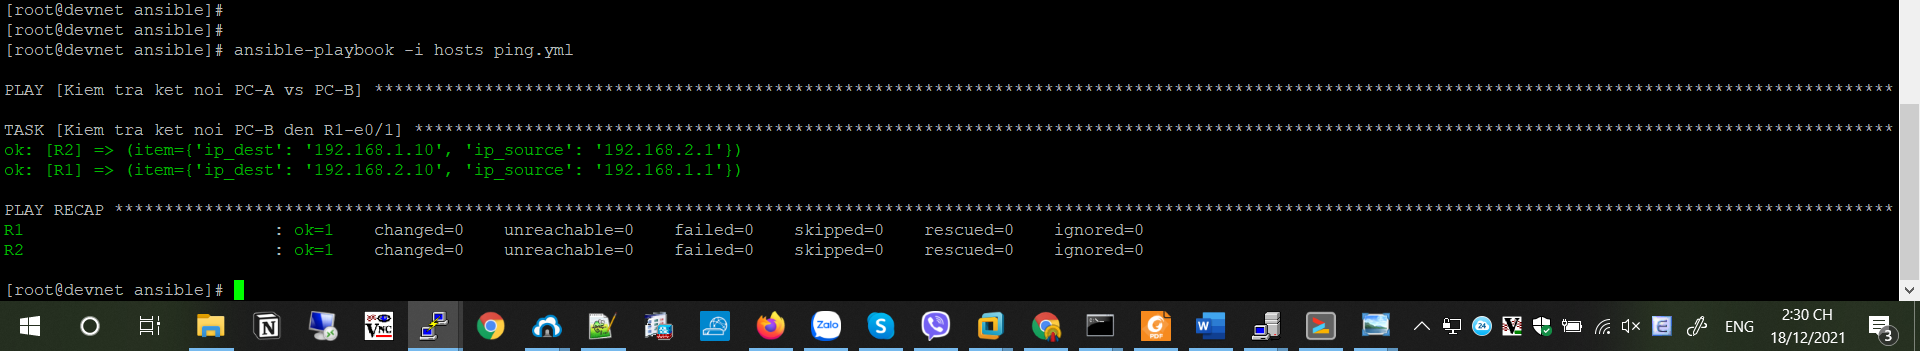 [root@devnet ansible]#
[root@devnet ansible]#
[root@devnet ansible]# ansible-playbook -i hosts ping.yml
PLAY [Kiem tra ket noi PC-A vs PC-B] ********************************************************************************************************************************************************
TASK [Kiem tra ket noi PC-B den R1-e0/1] ****************************************************************************************************************************************************
ok: [R2] => (item={'ip_dest': '192.168.1.10', 'ip_source': '192.168.2.1'})
ok: [R1] => (item={'ip_dest': '192.168.2.10', 'ip_source': '192.168.1.1'})
PLAY RECAP **********************************************************************************************************************************************************************************
R1                         : ok=1    changed=0    unreachable=0    failed=0    skipped=0    rescued=0    ignored=0
R2                         : ok=1    changed=0    unreachable=0    failed=0    skipped=0    rescued=0    ignored=0
[root@devnet ansible]#
VNC
Zalo
PDF
24
ENG
2:30 CH
18/12/2021
3